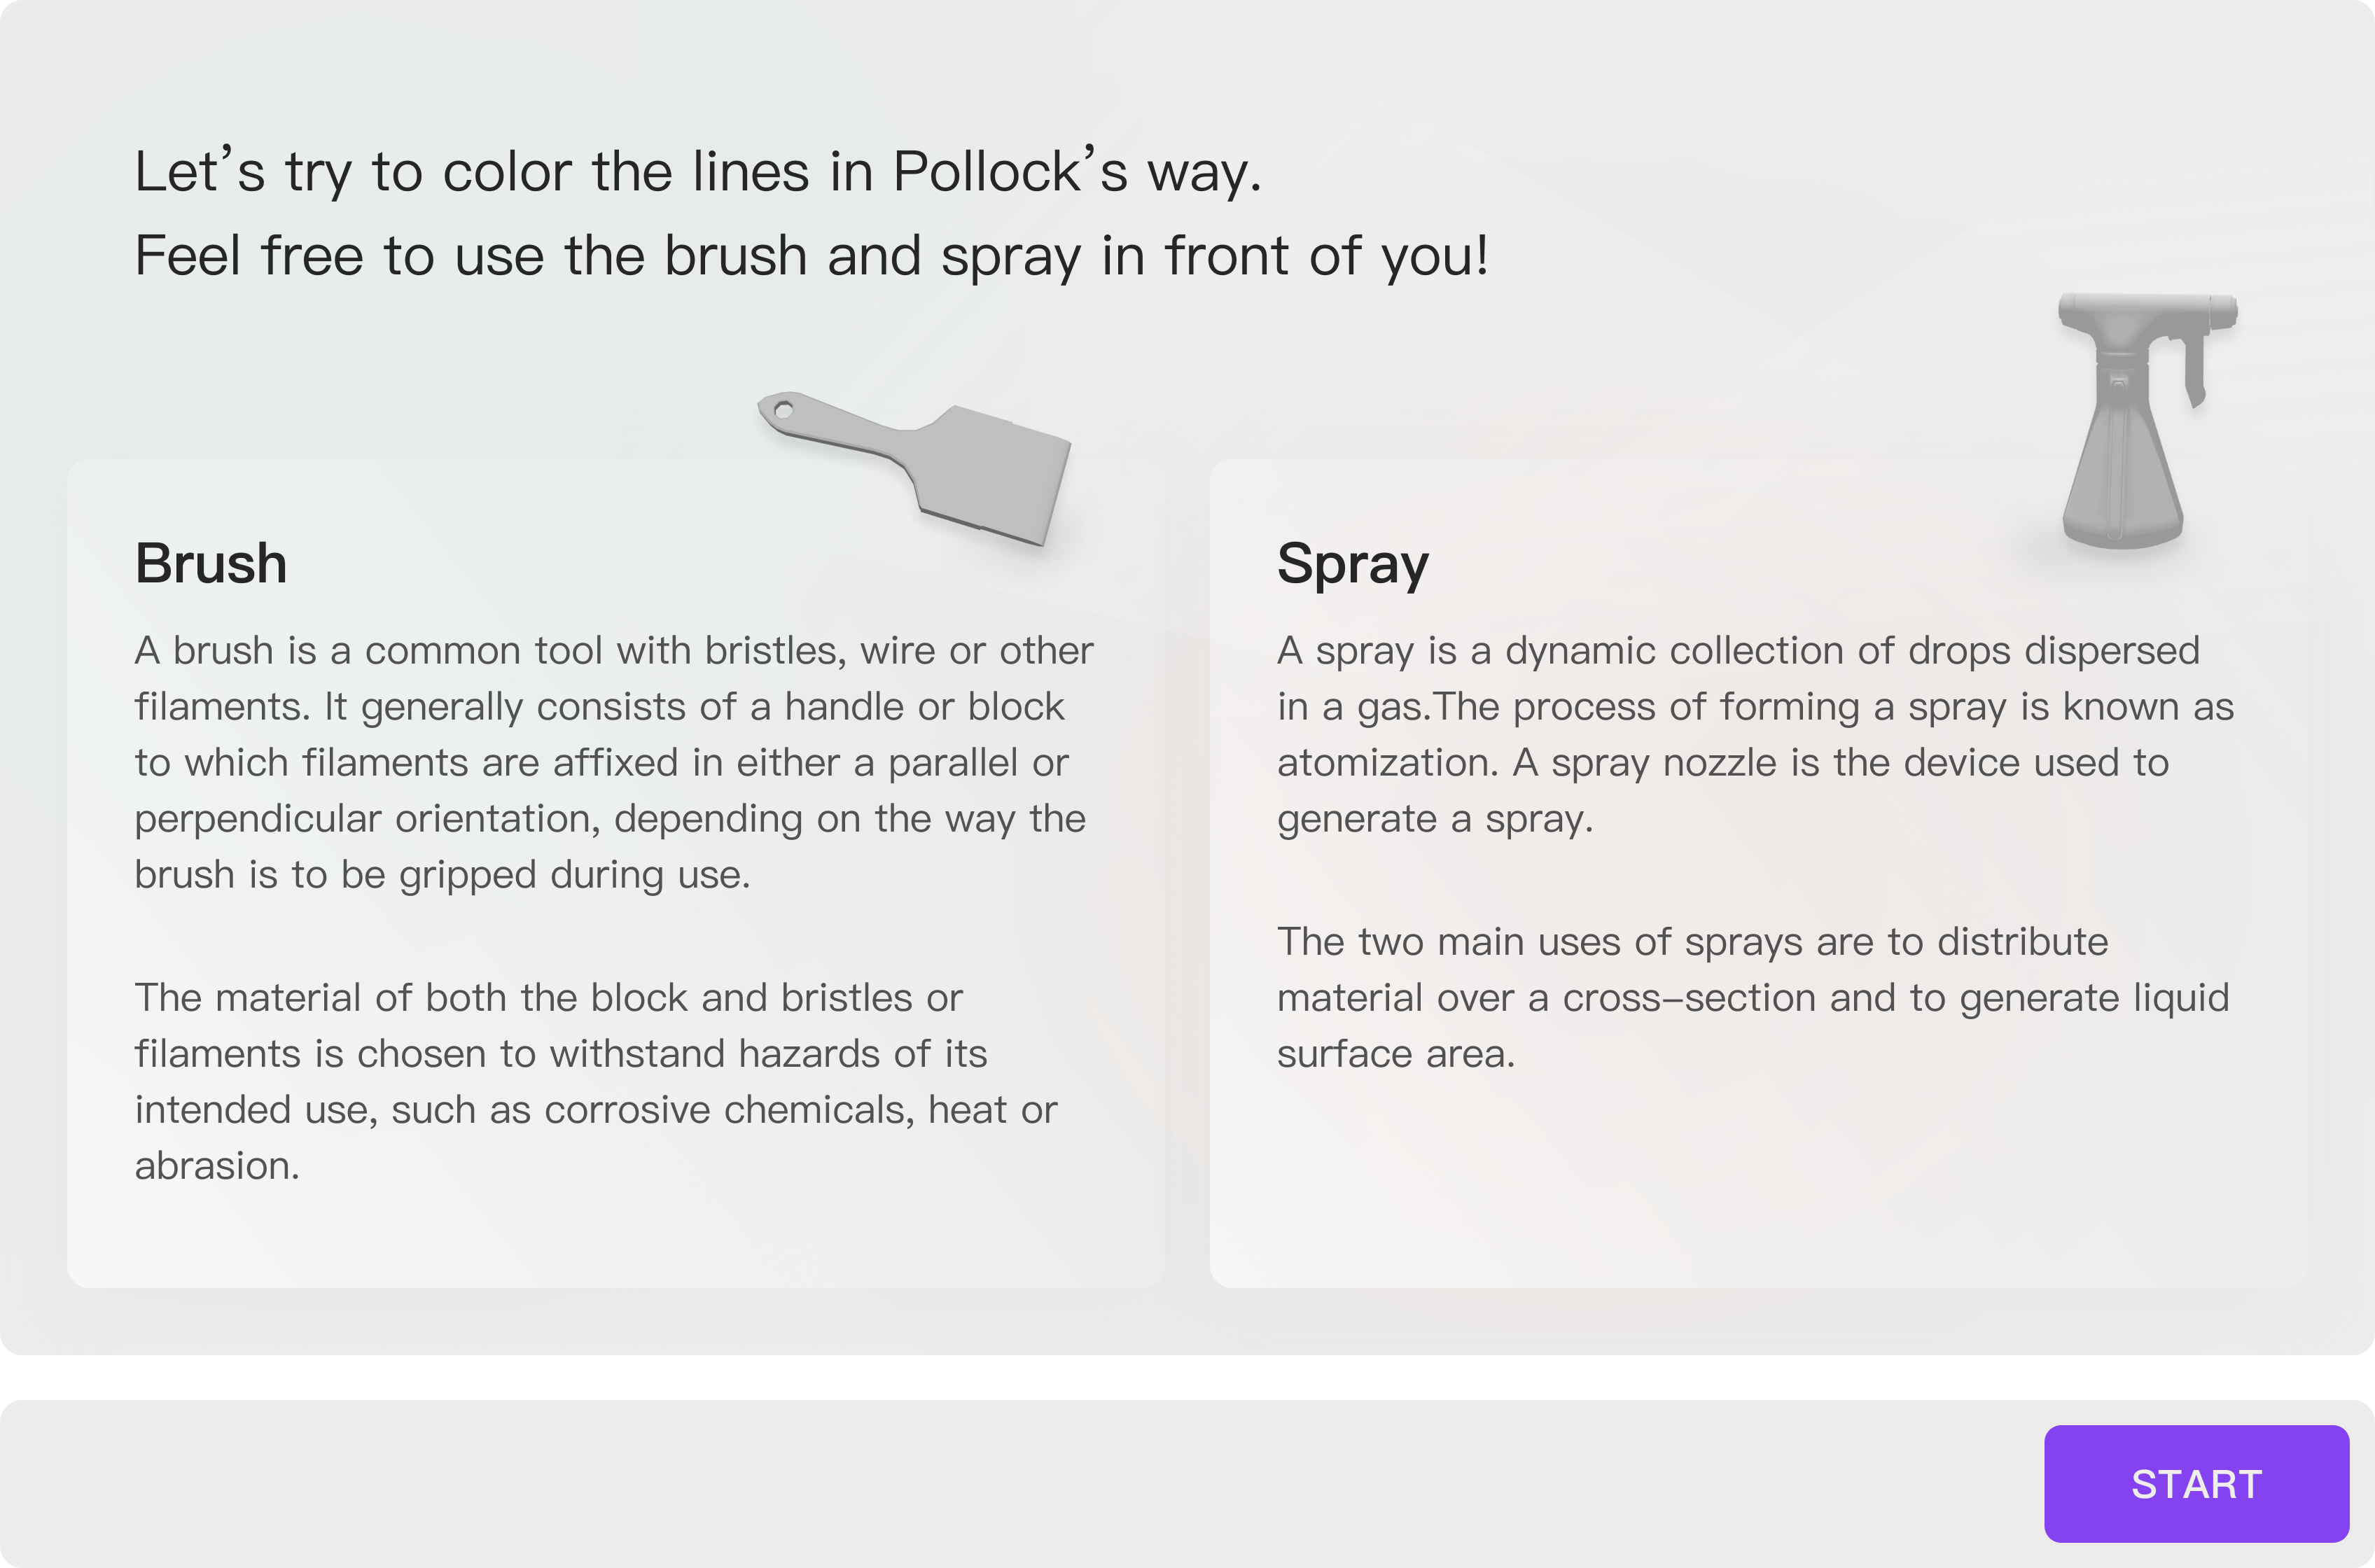 Let’s try to color the lines in Pollock’s way.
Feel free to use the brush and spray in front of you!
Brush
A brush is a common tool with bristles, wire or other
filaments. It generally consists of a handle or block
to which filaments are affixed in either a parallel or
perpendicular orientation, depending on the way the
brush is to be gripped during use.
The material of both the block and bristles or
filaments is chosen to withstand hazards of its
intended use, such as corrosive chemicals, heat or
abrasion.
Spray
A spray is a dynamic collection of drops dispersed
in a gas.The process of forming a spray is known as
atomization. A spray nozzle is the device used to
generate a spray.
The two main uses of sprays are to distribute
material over a cross–section and to generate liquid
surface area.
START